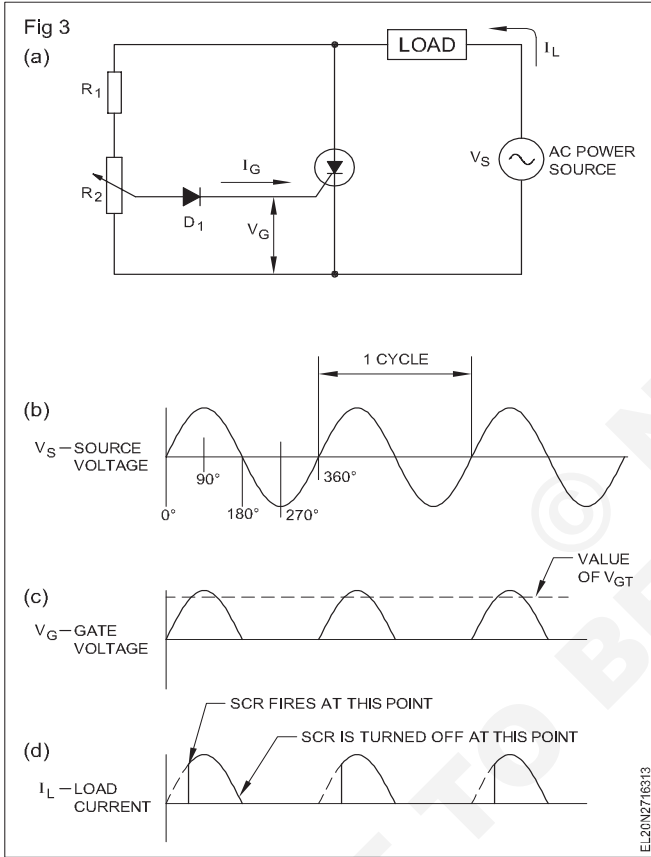 Fig 3
(a)
LOAD
I_L
R_1
R_2
D_1
I_G
V_G
V_S
AC POWER
SOURCE
1 CYCLE
(b)
V_S — SOURCE
VOLTAGE
0°
90°
180°
270°
360°
VALUE
OF V_GT
(c)
V_G — GATE
VOLTAGE
SCR FIRES AT THIS POINT
SCR IS TURNED OFF AT THIS POINT
(d)
I_L — LOAD
CURRENT
EL20N2716313
© N
T TO BE